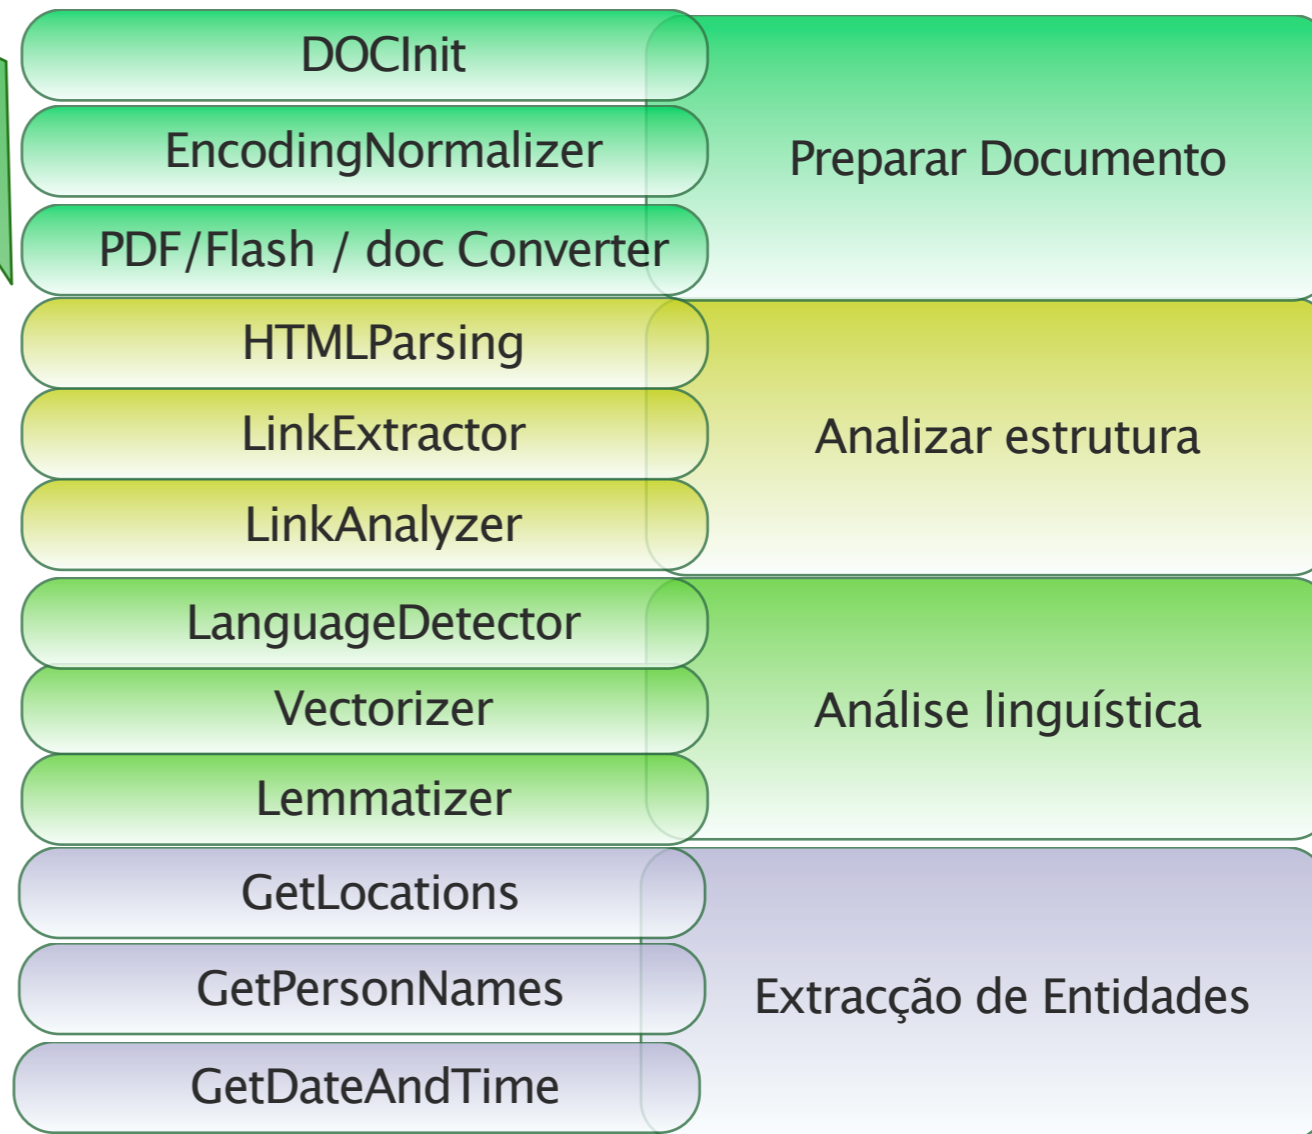 DOCInit
EncodingNormalizer
PDF/Flash / doc Converter
Preparar Documento
HTMLParsing
LinkExtractor
LinkAnalyzer
Analizar estrutura
LanguageDetector
Vectorizer
Lemmatizer
Análise linguística
GetLocations
GetPersonNames
GetDateAndTime
Extracção de Entidades